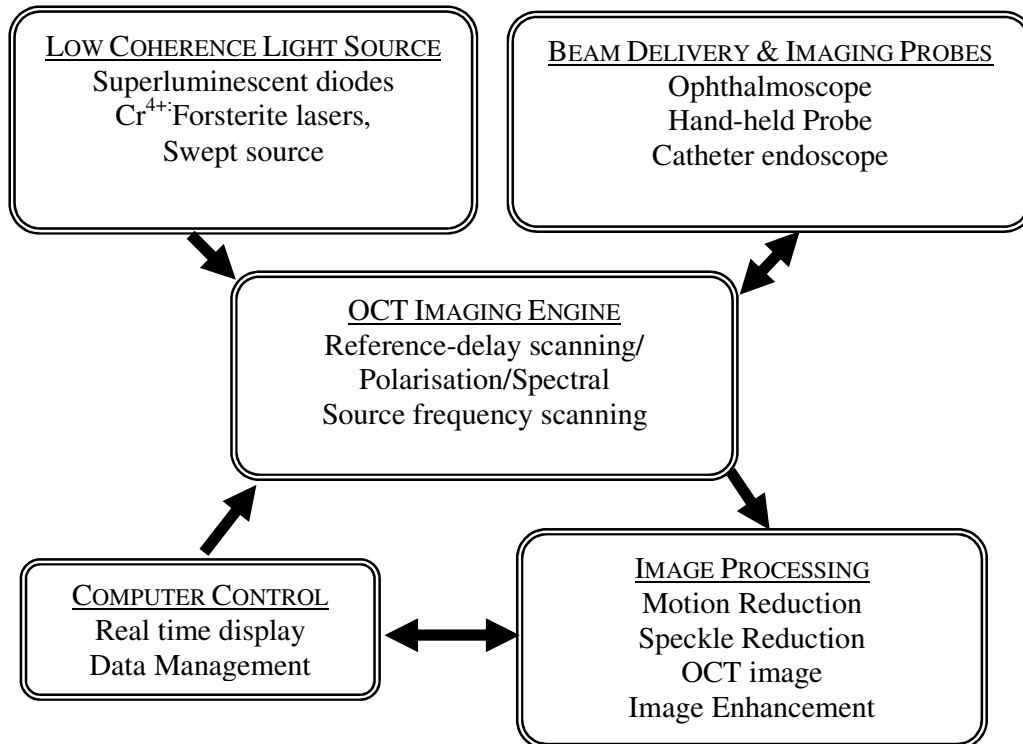 LOW COHERENCE LIGHT SOURCE
Superluminescent diodes
Cr4+:Forsterite lasers,
Swept source
BEAM DELIVERY & IMAGING PROBES
Ophthalmoscope
Hand-held Probe
Catheter endoscope
OCT IMAGING ENGINE
Reference-delay scanning/
Polarisation/Spectral
Source frequency scanning
COMPUTER CONTROL
Real time display
Data Management
IMAGE PROCESSING
Motion Reduction
Speckle Reduction
OCT image
Image Enhancement